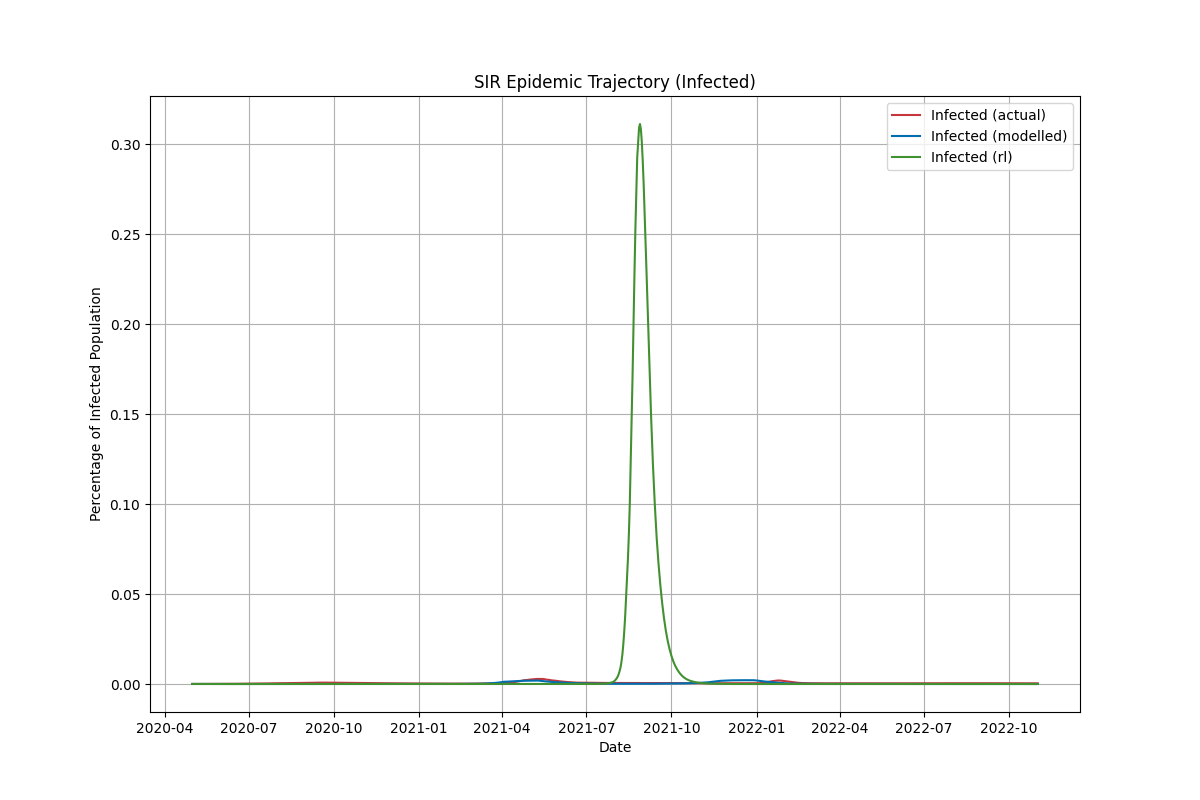 SIR Epidemic Trajectory (Infected)
Infected (actual)
Infected (modelled)
Infected (rl)
Percentage of Infected Population
0.30
0.25
0.20
0.15
0.10
0.05
0.00
2020-04 2020-07 2020-10 2021-01 2021-04 2021-07 2021-10 2022-01 2022-04 2022-07 2022-10
Date